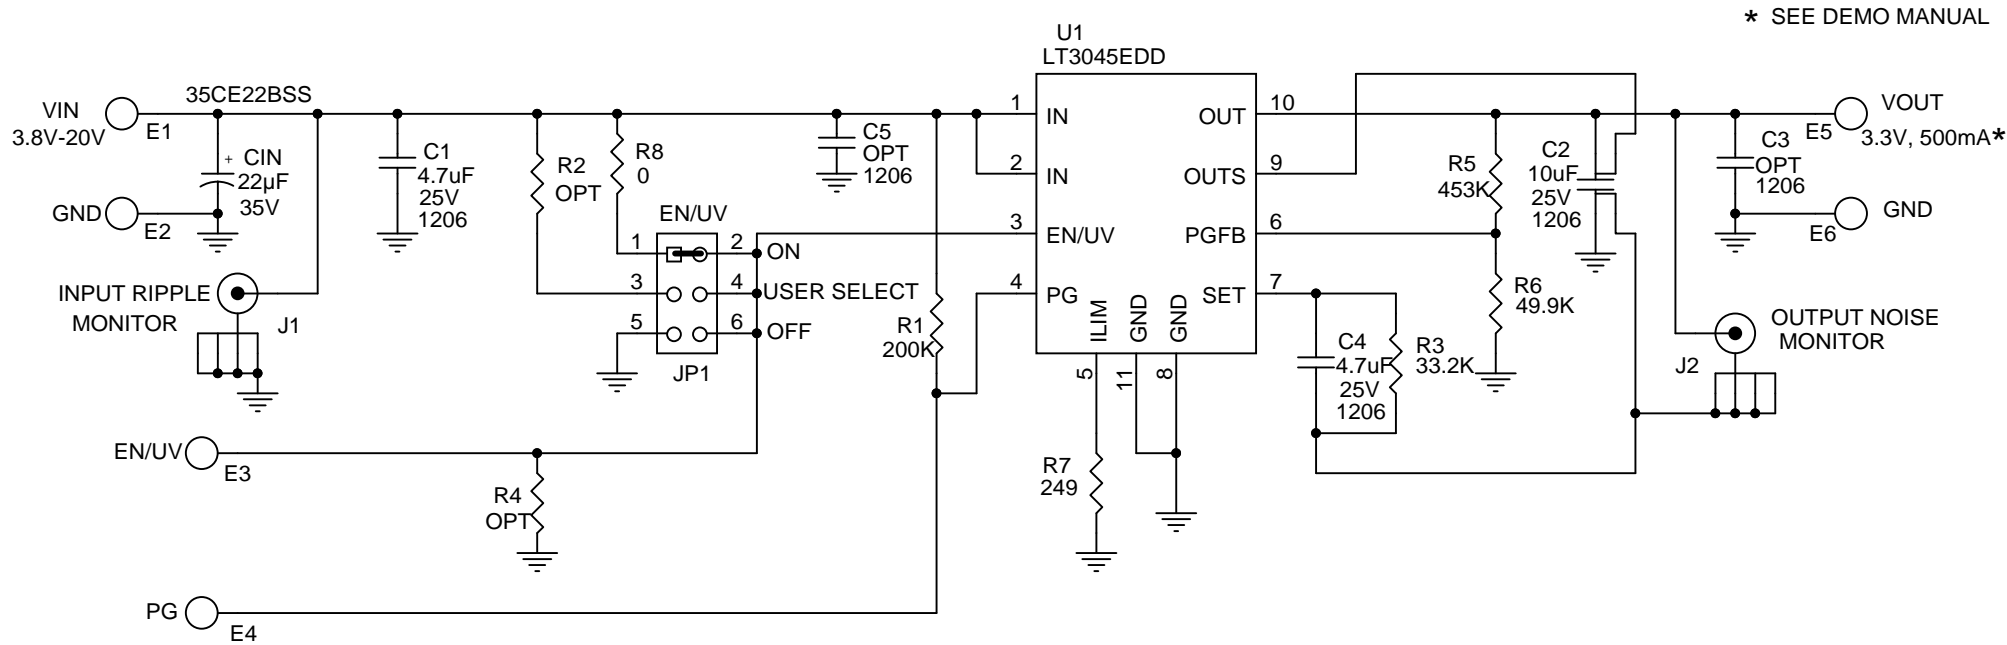 * SEE DEMO MANUAL
U1
LT3045EDD
VIN
3.8V-20V
E1
35CE22BSS
+ CIN
22µF
35V
GND
E2
C1
4.7uF
25V
1206
R2
OPT
R8
0
C5
OPT
1206
EN/UV
1
2
ON
3
4
USER SELECT
5
6
OFF
JP1
INPUT RIPPLE
MONITOR
J1
R1
200K
1
IN
2
IN
3
EN/UV
4
PG
OUT
10
OUTS
9
PGFB
6
SET
7
ILIM
GND
GND
5
11
8
R5
453K
C2
10uF
25V
1206
R6
49.9K
C3
OPT
1206
E5
VOUT
3.3V, 500mA*
GND
E6
C4
4.7uF
25V
1206
R3
33.2K
OUTPUT NOISE
MONITOR
J2
EN/UV
E3
R4
OPT
R7
249
PG
E4